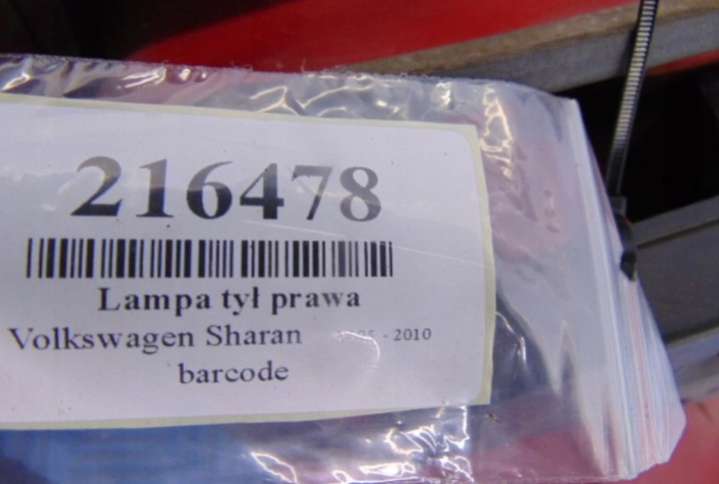 216478
Lampa tył prawa
Volkswagen Sharan - 2010
barcode